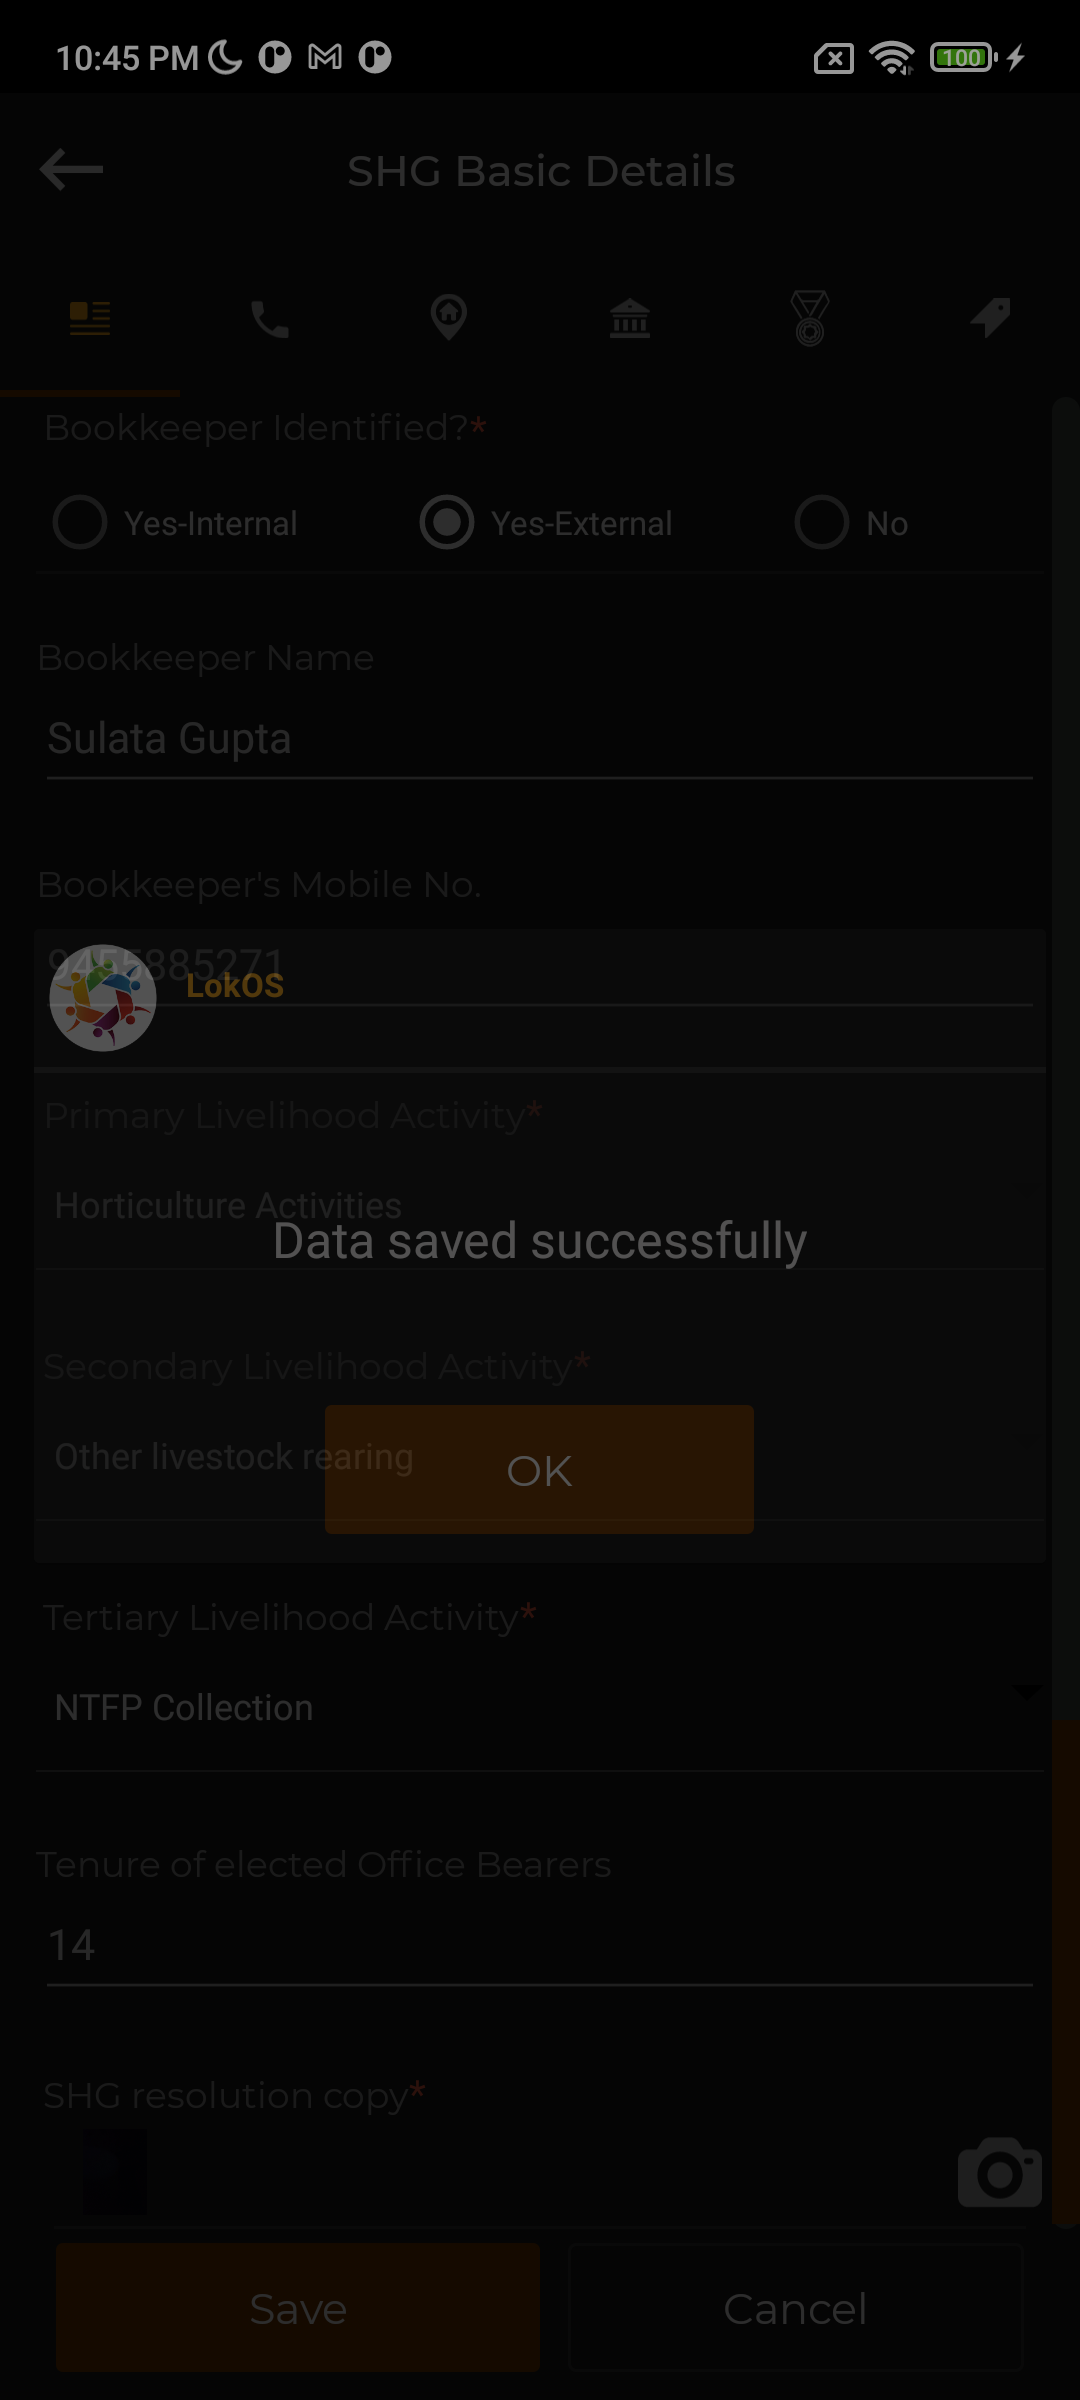 10:45 PM
100
SHG Basic Details
Bookkeeper Identified?*
Yes-Internal
Yes-External
No
Bookkeeper Name
Sulata Gupta
Bookkeeper's Mobile No.
9455885271
LokOS
Primary Livelihood Activity*
Horticulture Activities
Data saved successfully
Secondary Livelihood Activity*
Other livestock rearing
OK
Tertiary Livelihood Activity*
NTFP Collection
Tenure of elected Office Bearers
14
SHG resolution copy*
Save
Cancel